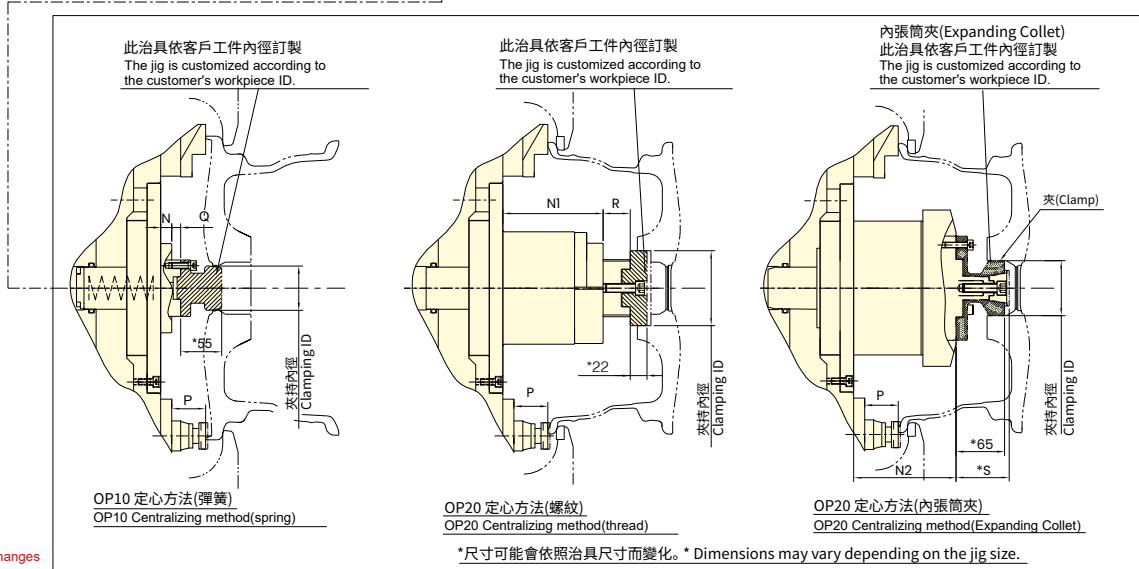 此治具依客戶工件內徑訂製
The jig is customized according to
the customer's workpiece ID.
N
Q
*55
P
夾持內徑
Clamping ID
OP10 定心方法(彈簧)
OP10 Centralizing method(spring)
此治具依客戶工件內徑訂製
The jig is customized according to
the customer's workpiece ID.
N1
R
*22
P
夾持內徑
Clamping ID
OP20 定心方法(螺紋)
OP20 Centralizing method(thread)
內張筒夾(Expanding Collet)
此治具依客戶工件內徑訂製
The jig is customized according to
the customer's workpiece ID.
夾(Clamp)
P
*65
N2
*S
夾持內徑
Clamping ID
OP20 定心方法(內張筒夾)
OP20 Centralizing method(Expanding Collet)
*尺寸可能會依照治具尺寸而變化。* Dimensions may vary depending on the jig size.
hanges